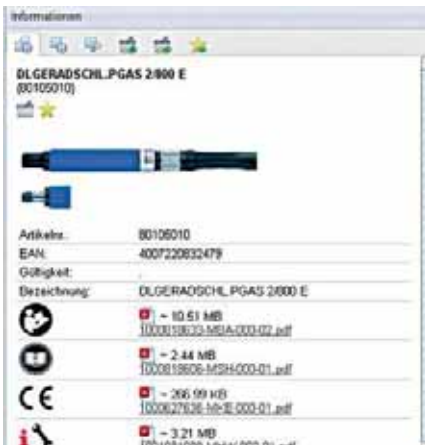 Informationen
DLGERADSCHL.PGAS 2/800 E
(80105010)
Artikelnr.: 80105010
EAN: 4007220832479
Gültigkeit: .
Bezeichnung: DLGERADSCHL.PGAS 2/800 E
~ 10.51 MB
~ 2.44 MB
CE ~ 266.99 KB
i ~ 3.21 MB